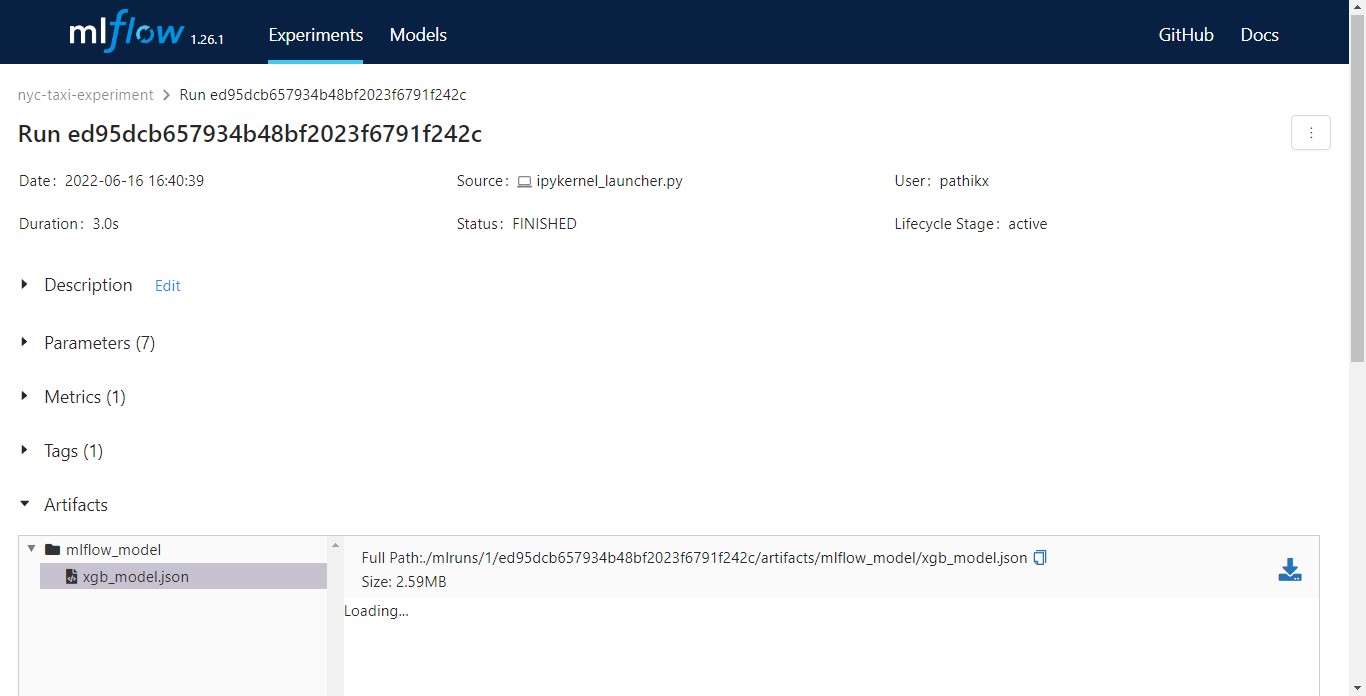 mlflow 1.26.1 Experiments Models GitHub Docs
nyc-taxi-experiment > Run ed95dcb657934b48bf2023f6791f242c
Run ed95dcb657934b48bf2023f6791f242c
Date: 2022-06-16 16:40:39 Source: ipykernel_launcher.py User: pathikx
Duration: 3.0s Status: FINISHED Lifecycle Stage: active
Description Edit
Parameters (7)
Metrics (1)
Tags (1)
Artifacts
mlflow_model
xgb_model.json
Full Path:./mlruns/1/ed95dcb657934b48bf2023f6791f242c/artifacts/mlflow_model/xgb_model.json
Size: 2.59MB
Loading...